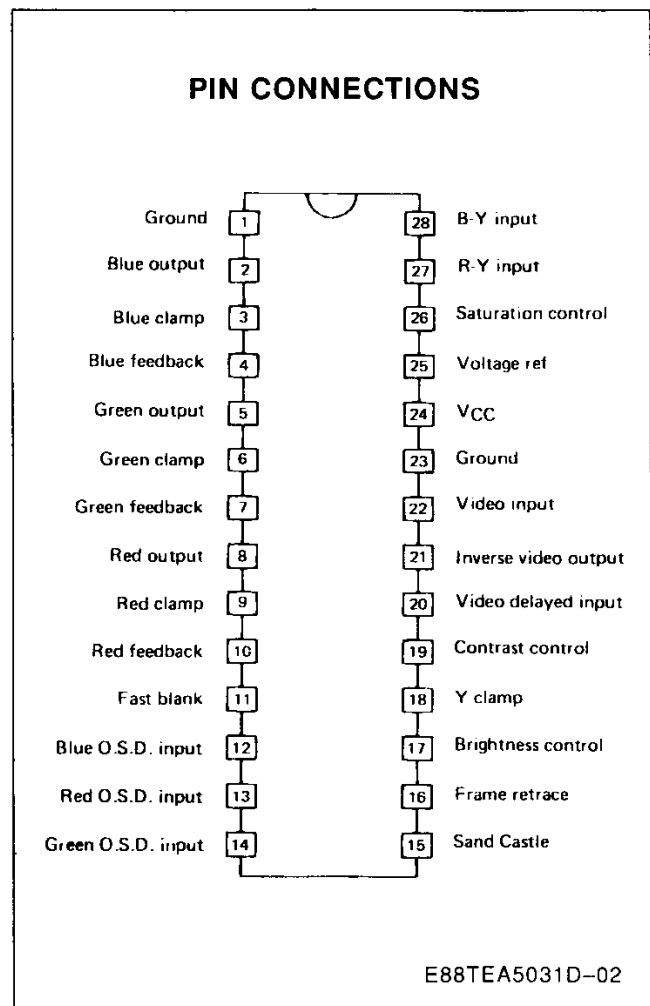 PIN CONNECTIONS
Ground 1 28 B-Y input
Blue output 2 27 R-Y input
Blue clamp 3 26 Saturation control
Blue feedback 4 25 Voltage ref
Green output 5 24 VCC
Green clamp 6 23 Ground
Green feedback 7 22 Video input
Red output 8 21 Inverse video output
Red clamp 9 20 Video delayed input
Red feedback 10 19 Contrast control
Fast blank 11 18 Y clamp
Blue O.S.D. input 12 17 Brightness control
Red O.S.D. input 13 16 Frame retrace
Green O.S.D. input 14 15 Sand Castle
E88TEA5031D-02